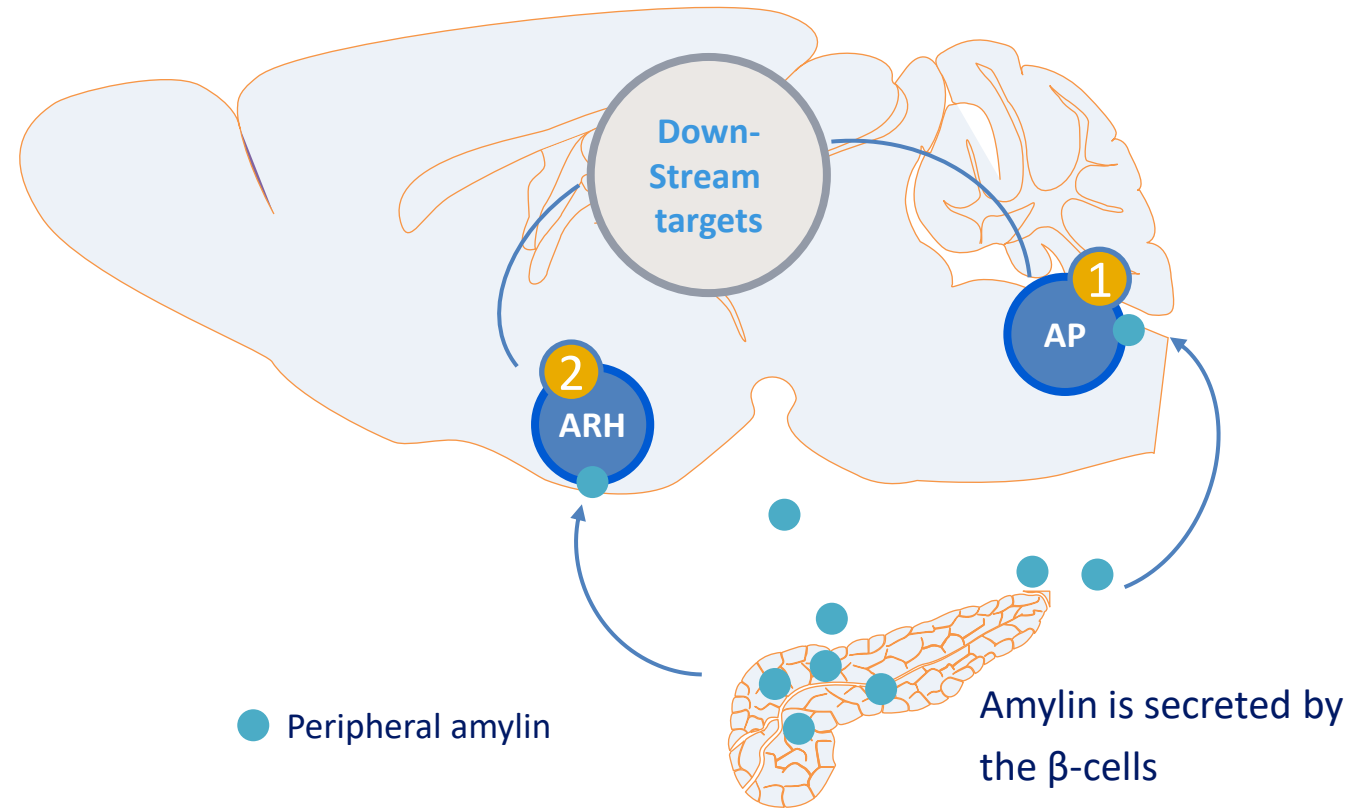 Down-
Stream
targets
1
AP
2
ARH
Peripheral amylin
Amylin is secreted by
the β-cells